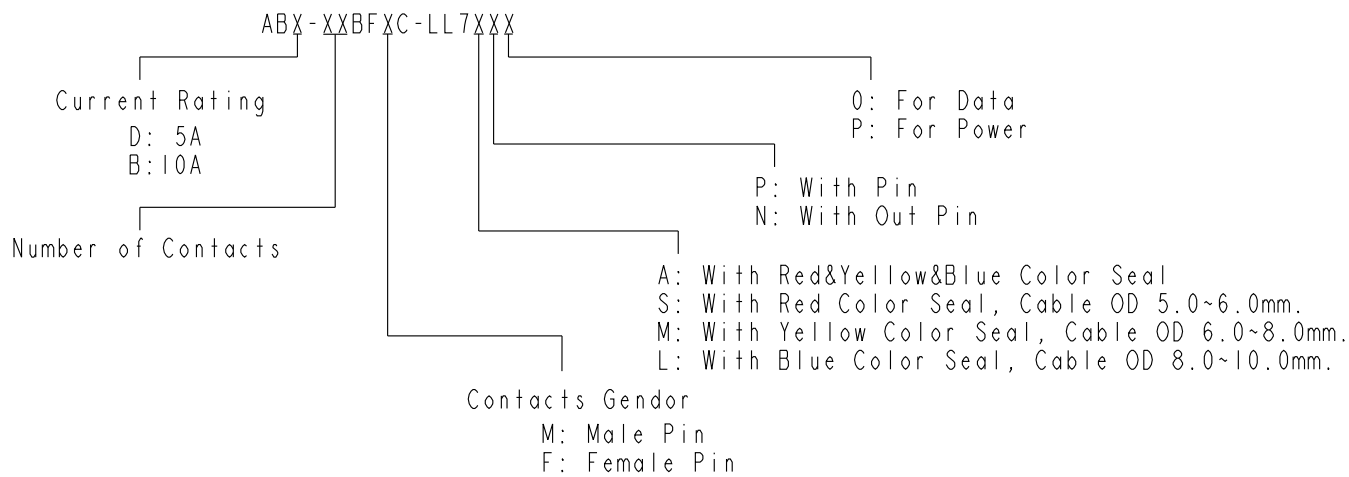 ABX-XXBFXC-LL7XXX
Current Rating
D: 5A
B:10A
Number of Contacts
0: For Data
P: For Power
P: With Pin
N: With Out Pin
A: With Red&Yellow&Blue Color Seal
S: With Red Color Seal, Cable OD 5.0~6.0mm.
M: With Yellow Color Seal, Cable OD 6.0~8.0mm.
L: With Blue Color Seal, Cable OD 8.0~10.0mm.
Contacts Gendor
M: Male Pin
F: Female Pin